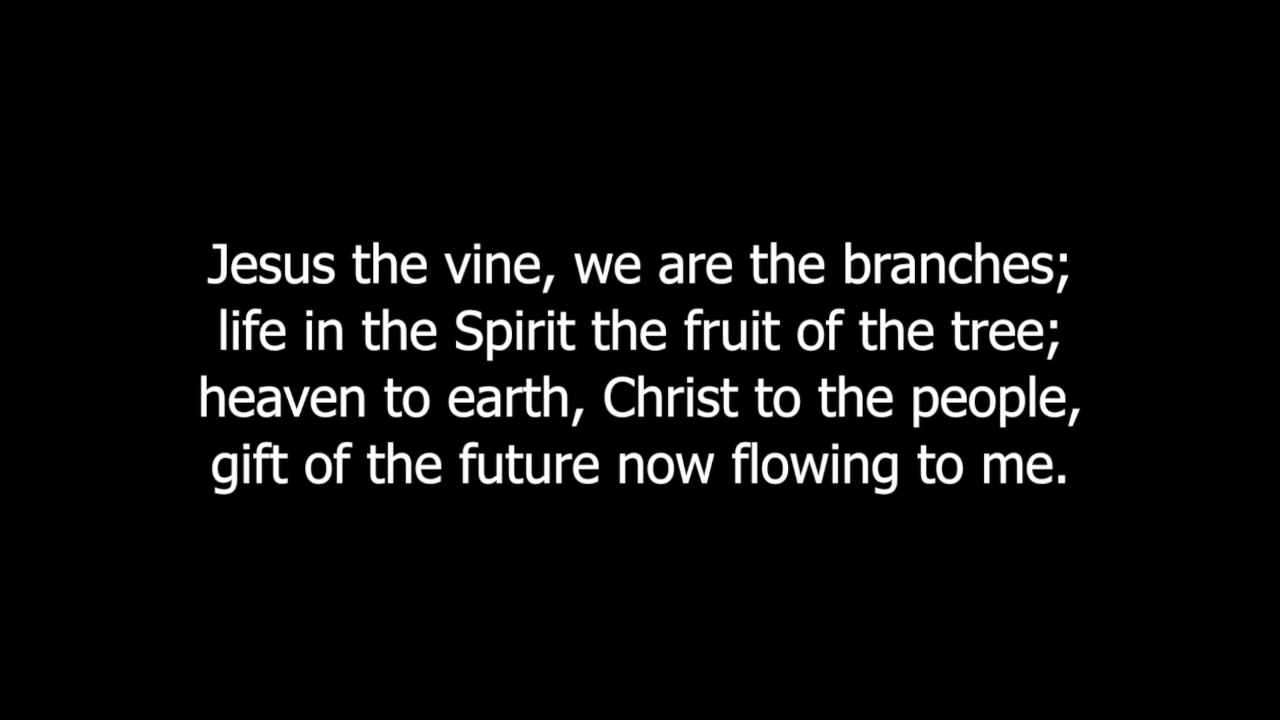 Jesus the vine, we are the branches;
life in the Spirit the fruit of the tree;
heaven to earth, Christ to the people,
gift of the future now flowing to me.